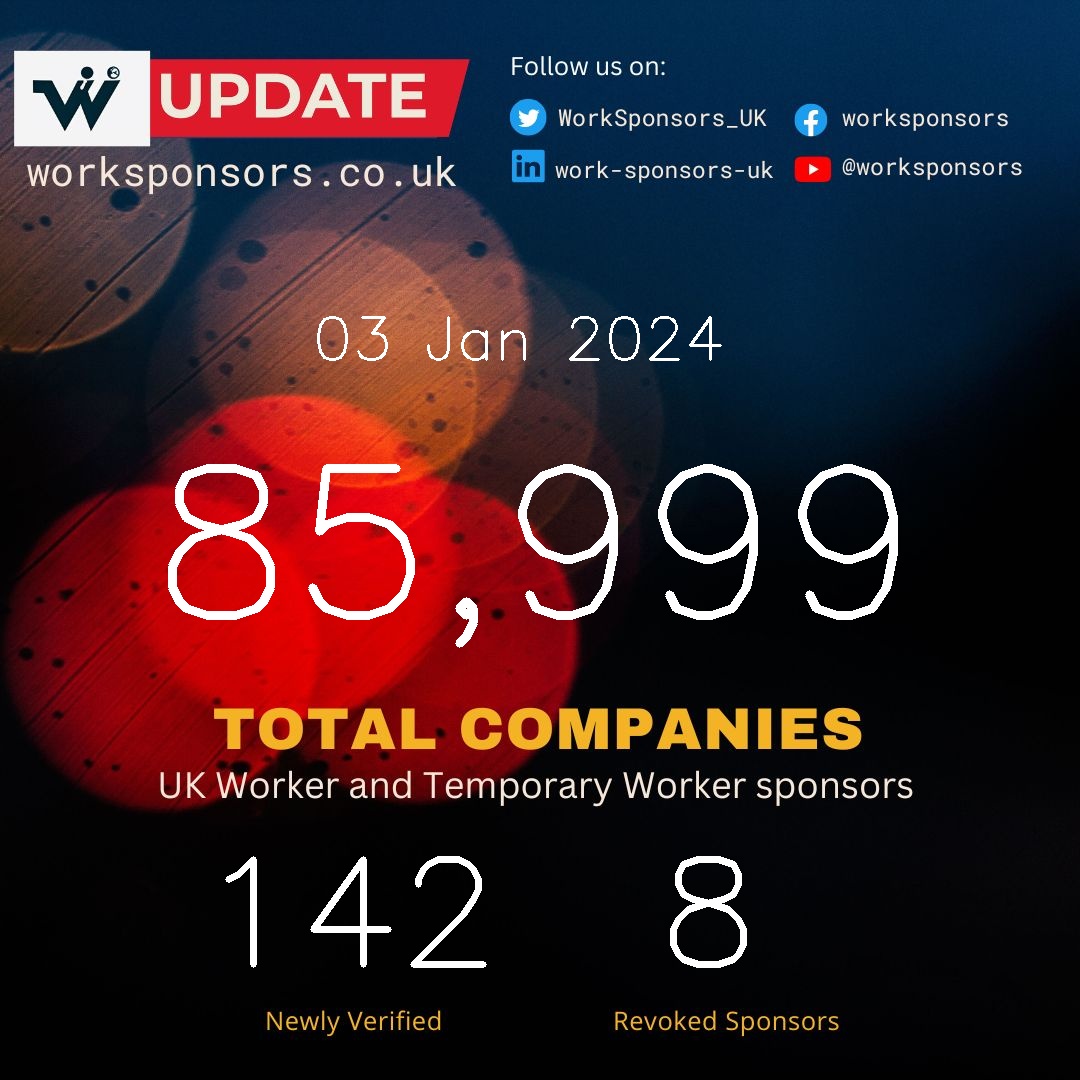 UPDATE
worksponsors.co.uk
Follow us on:
WorkSponsors_UK
worksponsors
work-sponsors-uk
@worksponsors
03 Jan 2024
85,999
TOTAL COMPANIES
UK Worker and Temporary Worker sponsors
142
8
Newly Verified
Revoked Sponsors